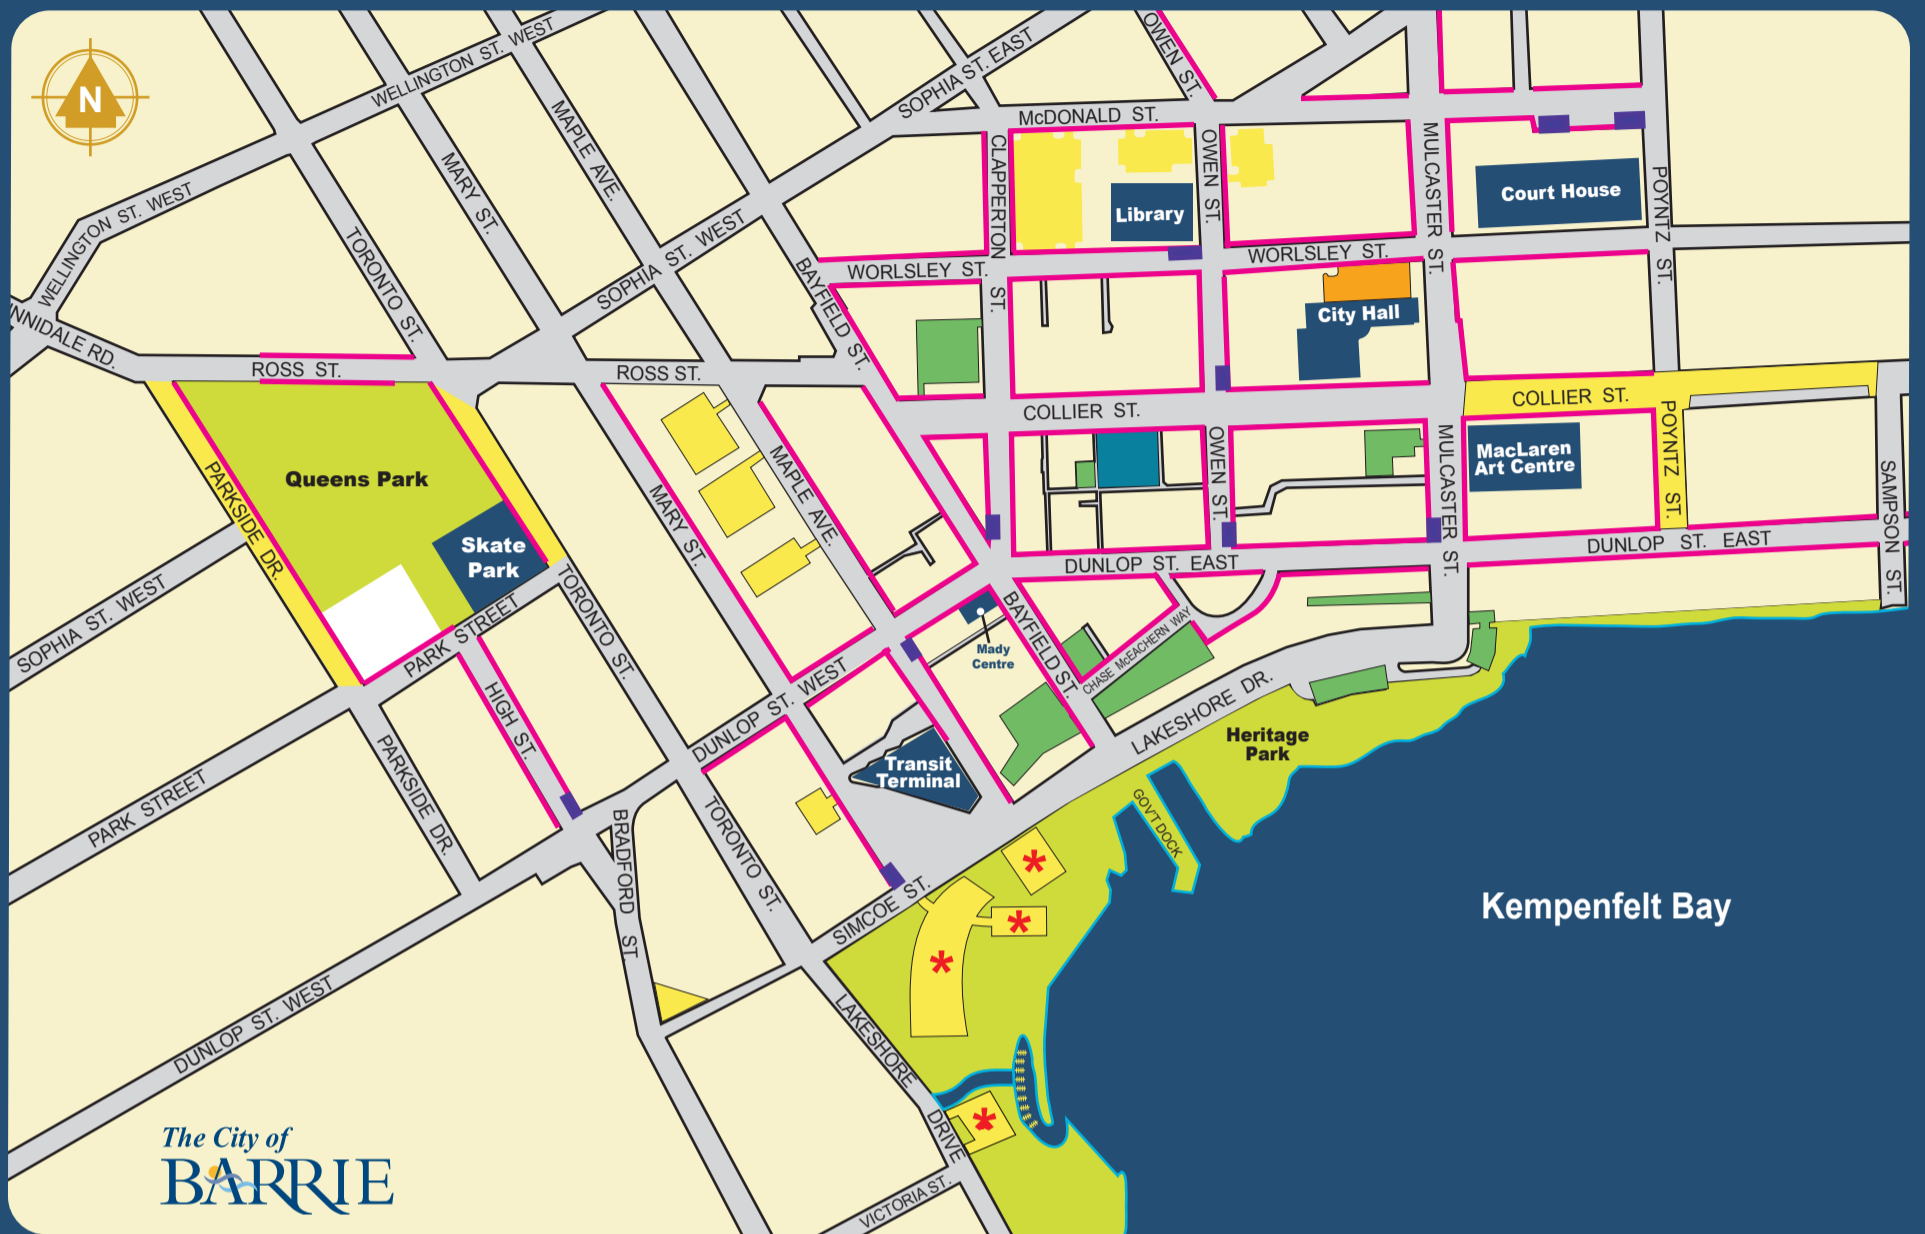 N
WELLINGTON ST. WEST
SOPHIA ST. EAST
OWEN ST.
McDONALD ST.
MAPLE AVE.
MARY ST.
CLAPPERTON ST.
OWEN ST.
MULCASTER ST.
POYNTZ ST.
Library
Court House
WELLINGTON ST. WEST
TORONTO ST.
SOPHIA ST. WEST
BAYFIELD ST.
WORLSLEY ST.
WORLSLEY ST.
City Hall
NNIDALE RD.
ROSS ST.
ROSS ST.
COLLIER ST.
COLLIER ST.
Queens Park
PARKSIDE DR.
MARY ST.
MAPLE AVE.
OWEN ST.
MULCASTER ST.
MacLaren
Art Centre
POYNTZ ST.
SAMPSON ST.
Skate
Park
DUNLOP ST. EAST
DUNLOP ST. EAST
SOPHIA ST. WEST
PARK STREET
TORONTO ST.
BAYFIELD ST.
Mady
Centre
CHASE McEACHERN WAY
HIGH ST.
DUNLOP ST. WEST
LAKESHORE DR.
Heritage
Park
PARK STREET
PARKSIDE DR.
Transit
Terminal
BRADFORD ST.
TORONTO ST.
GOV'T DOCK
*
*
*
SIMCOE ST.
Kempenfelt Bay
DUNLOP ST. WEST
LAKESHORE DRIVE
*
VICTORIA ST.
The City of
BARRIE